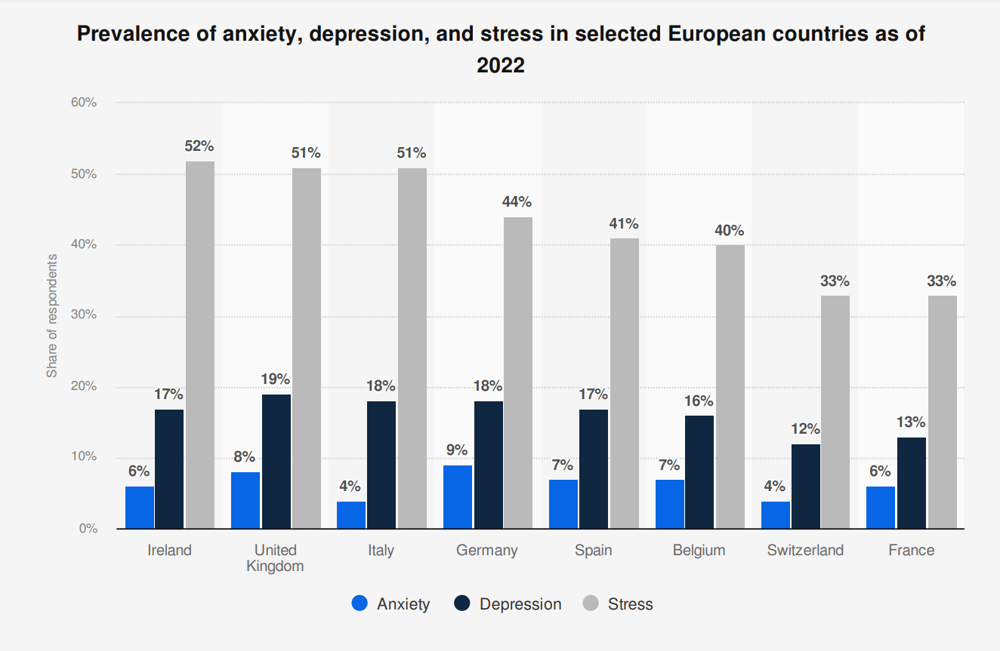 Prevalence of anxiety, depression, and stress in selected European countries as of
2022
60%
50%
40%
30%
20%
10%
0%
Share of respondents
6%
17%
52%
8%
19%
51%
4%
18%
51%
9%
18%
44%
7%
17%
41%
7%
16%
40%
4%
12%
33%
6%
13%
33%
Ireland
United
Kingdom
Italy
Germany
Spain
Belgium
Switzerland
France
Anxiety
Depression
Stress